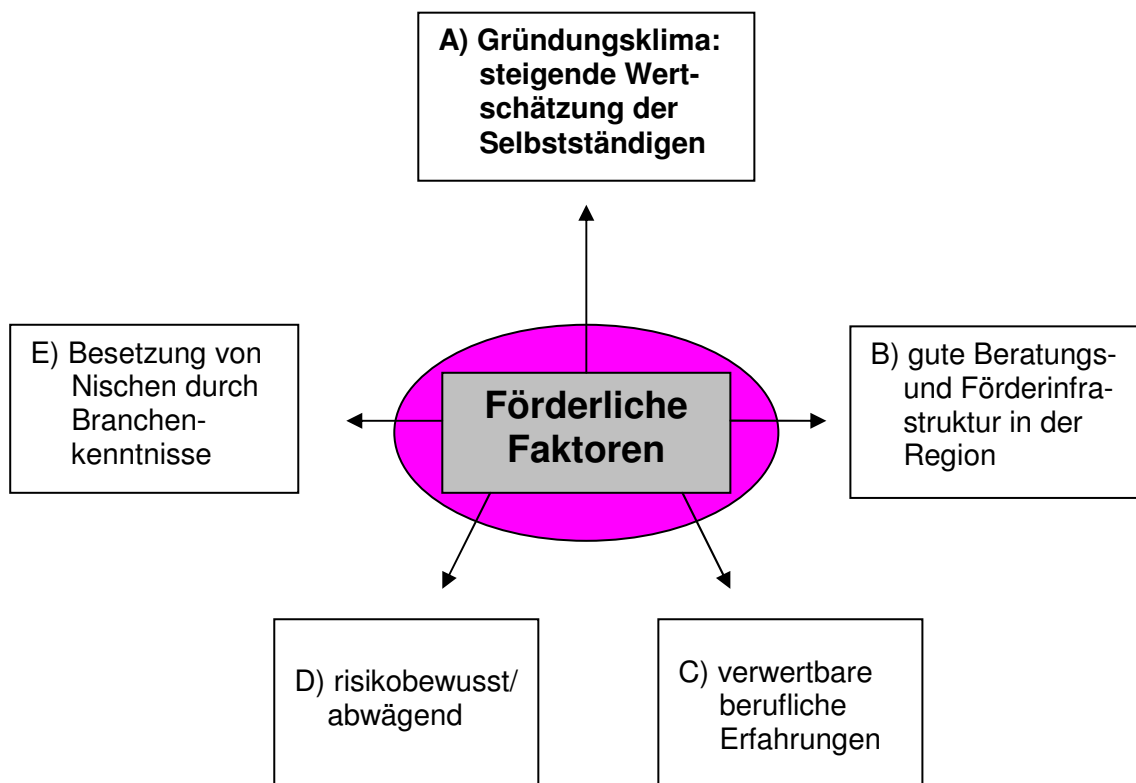 A) Gründungsklima:
steigende Wert-
schätzung der
Selbstständigen
E) Besetzung von
Nischen durch
Branchen-
kenntnisse
Förderliche
Faktoren
B) gute Beratungs-
und Förderinfra-
struktur in der
Region
D) risikobewusst/
abwägend
C) verwertbare
berufliche
Erfahrungen